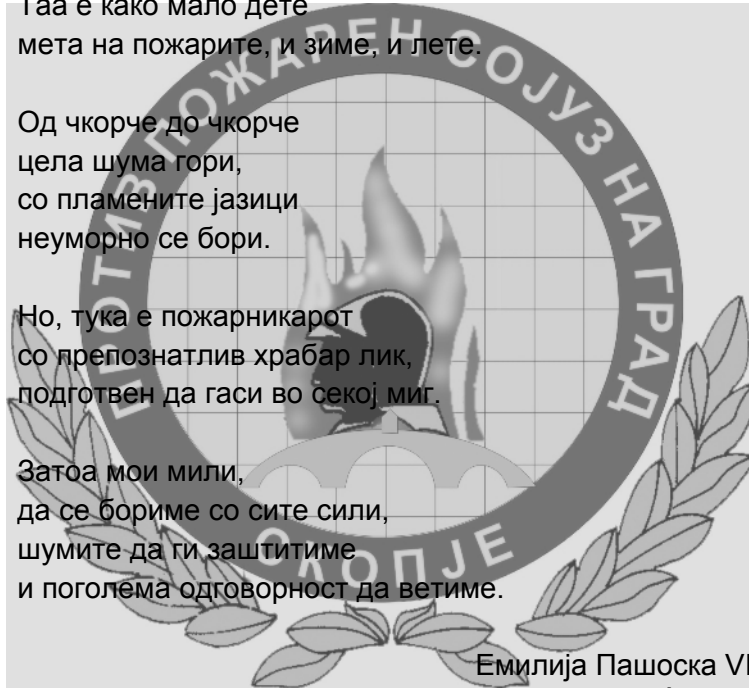 Таа е како мало дете
мета на пожарите, и зиме, и лете.

Од чкорче до чкорче
цела шума гори,
со пламените јазици
неуморно се бори.

Но, тука е пожарникарот
со препознатлив храбар лик,
подготвен да гаси во секој миг.

Затоа мои мили,
да се бориме со сите сили,
шумите да ги заштитиме
и поголема одговорност да ветиме.

Емилија Пашоска
ПРОТИВПОЖАРЕН СОЈУЗ НА ГРАД